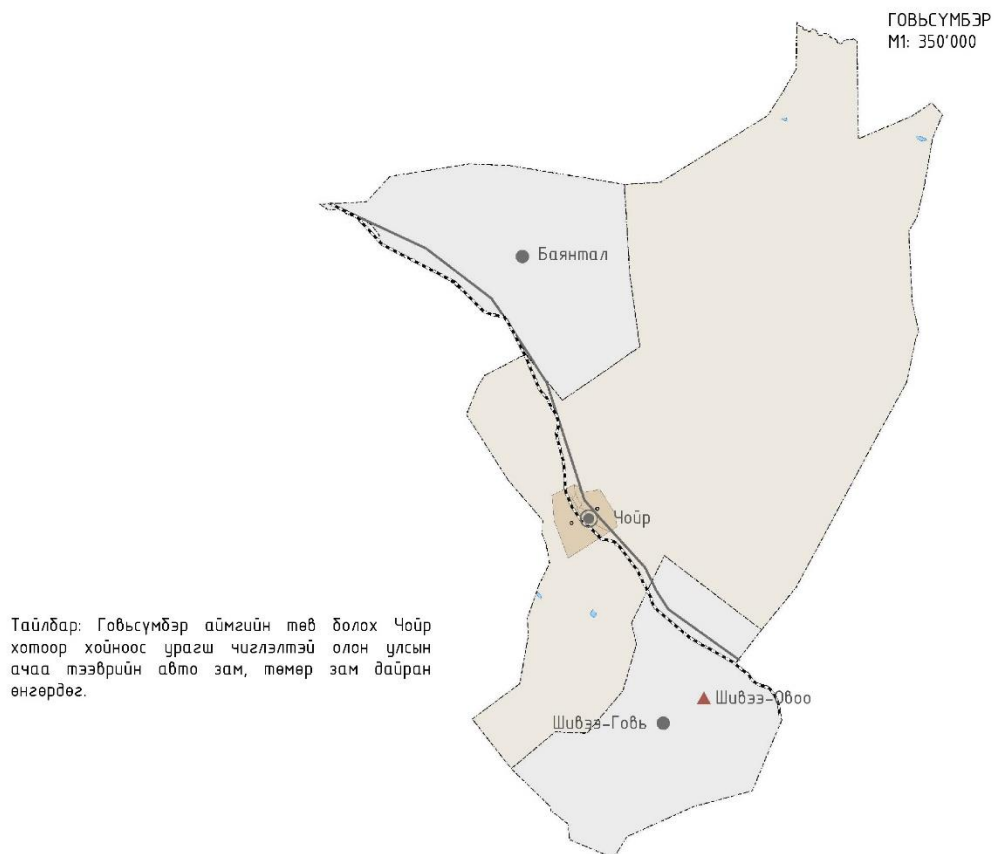 ГОВЬСҮМБЭР
М1: 350'000
Баянтал
Чойр
Тайлбар: Говьсүмбэр аймгийн төв болох Чойр
хотоор хойноос урагш чиглэлтэй олон улсын
ачаа тээврийн авто зам, төмөр зам дайран
өнгөрдөг.
Шивээ-Овоо
Шивээ-Говь